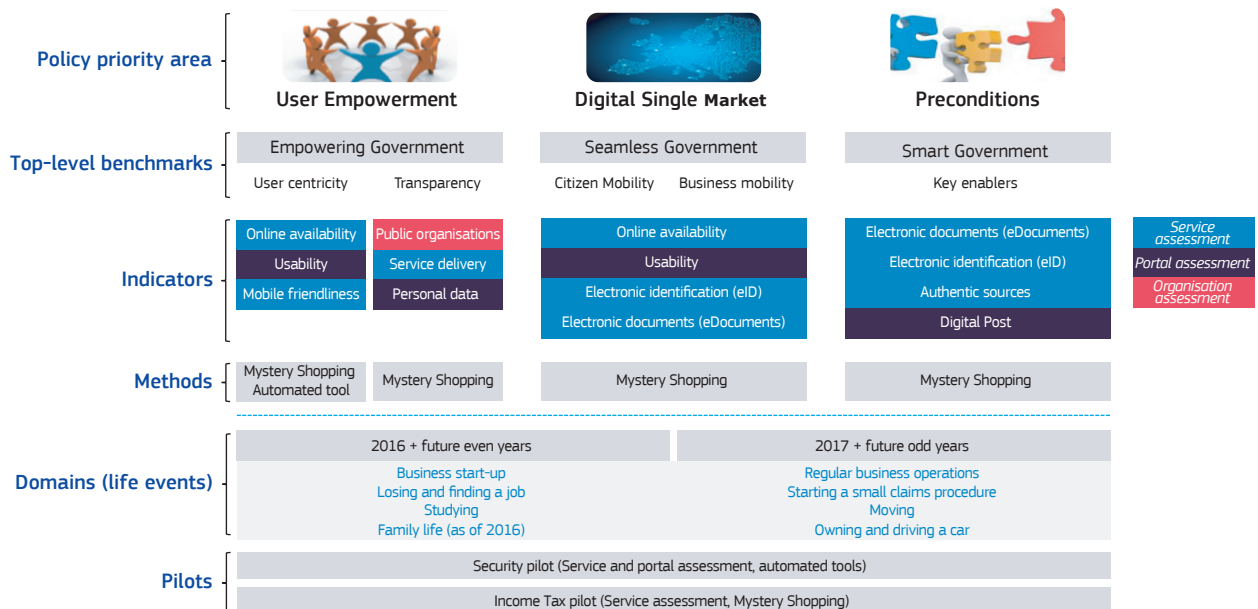 Policy priority area
User Empowerment
Digital Single Market
Preconditions
Top-level benchmarks
Empowering Government
Seamless Government
Smart Government
User centricity
Transparency
Citizen Mobility
Business mobility
Key enablers
Indicators
Online availability
Usability
Mobile friendliness
Public organisations
Service delivery
Personal data
Online availability
Usability
Electronic identification (eID)
Electronic documents (eDocuments)
Electronic documents (eDocuments)
Electronic identification (eID)
Authentic sources
Digital Post
Service
assessment
Portal assessment
Organisation
assessment
Methods
Mystery Shopping
Automated tool
Mystery Shopping
Mystery Shopping
Mystery Shopping
Domains (life events)
2016 + future even years
Business start-up
Losing and finding a job
Studying
Family life (as of 2016)
2017 + future odd years
Regular business operations
Starting a small claims procedure
Moving
Owning and driving a car
Pilots
Security pilot (Service and portal assessment, automated tools)
Income Tax pilot (Service assessment, Mystery Shopping)